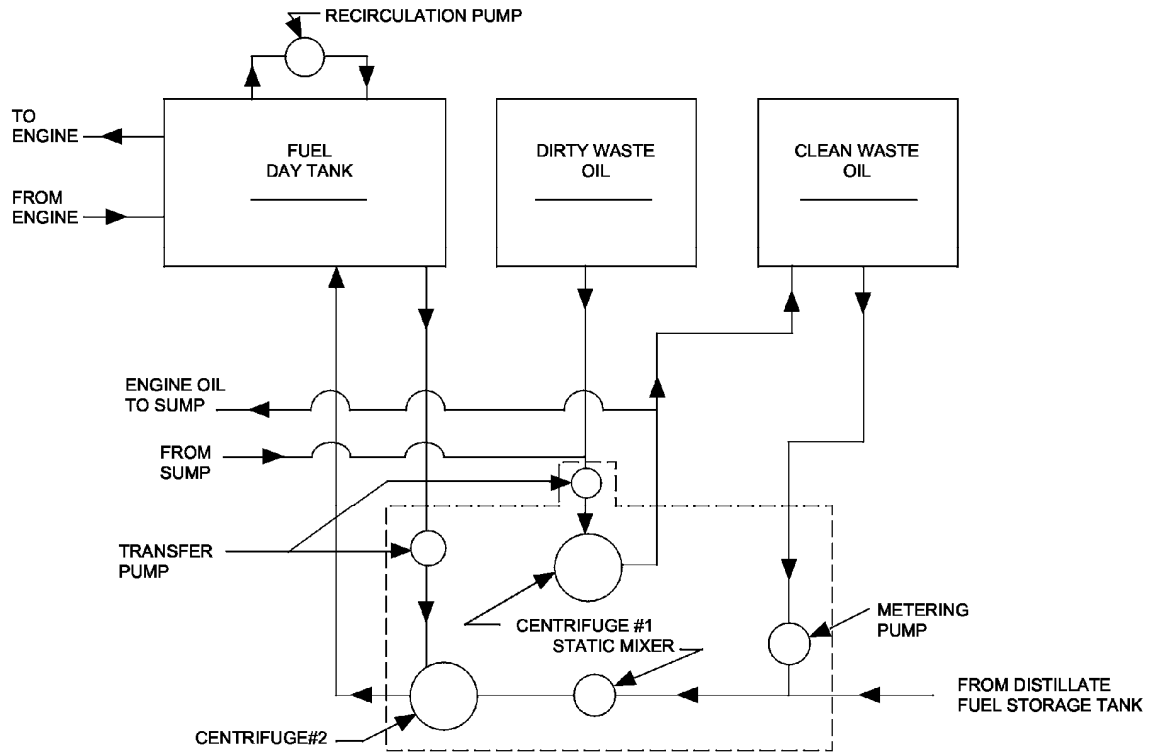 RECIRCULATION PUMP
TO
ENGINE
FROM
ENGINE
FUEL
DAY TANK
DIRTY WASTE
OIL
CLEAN WASTE
OIL
ENGINE OIL
TO SUMP
FROM
SUMP
TRANSFER
PUMP
CENTRIFUGE #1
STATIC MIXER
METERING
PUMP
FROM DISTILLATE
FUEL STORAGE TANK
CENTRIFUGE#2